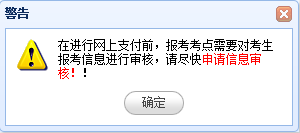 警告
在进行网上支付前，报考考点需要对考生
报考信息进行审核，请尽快申请信息审
核！！
确定